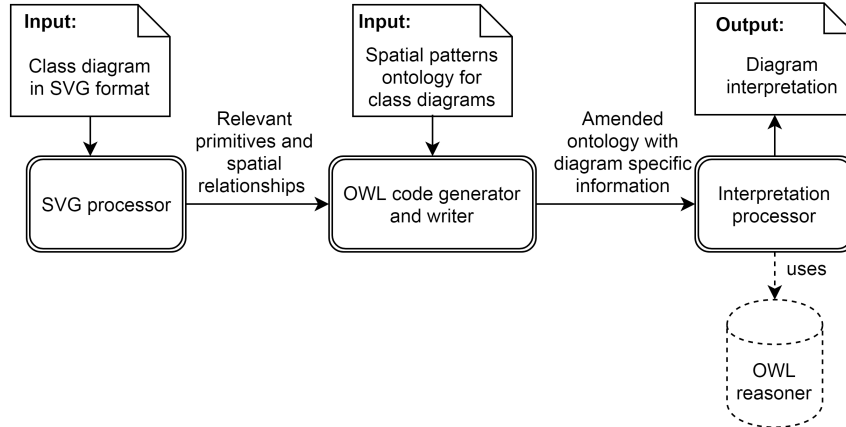 Input:
Class diagram
in SVG format
Input:
Spatial patterns
ontology for
class diagrams
Output:
Diagram
interpretation
Relevant
primitives and
spatial
relationships
Amended
ontology with
diagram specific
information
SVG processor
OWL code generator
and writer
Interpretation
processor
uses
OWL
reasoner